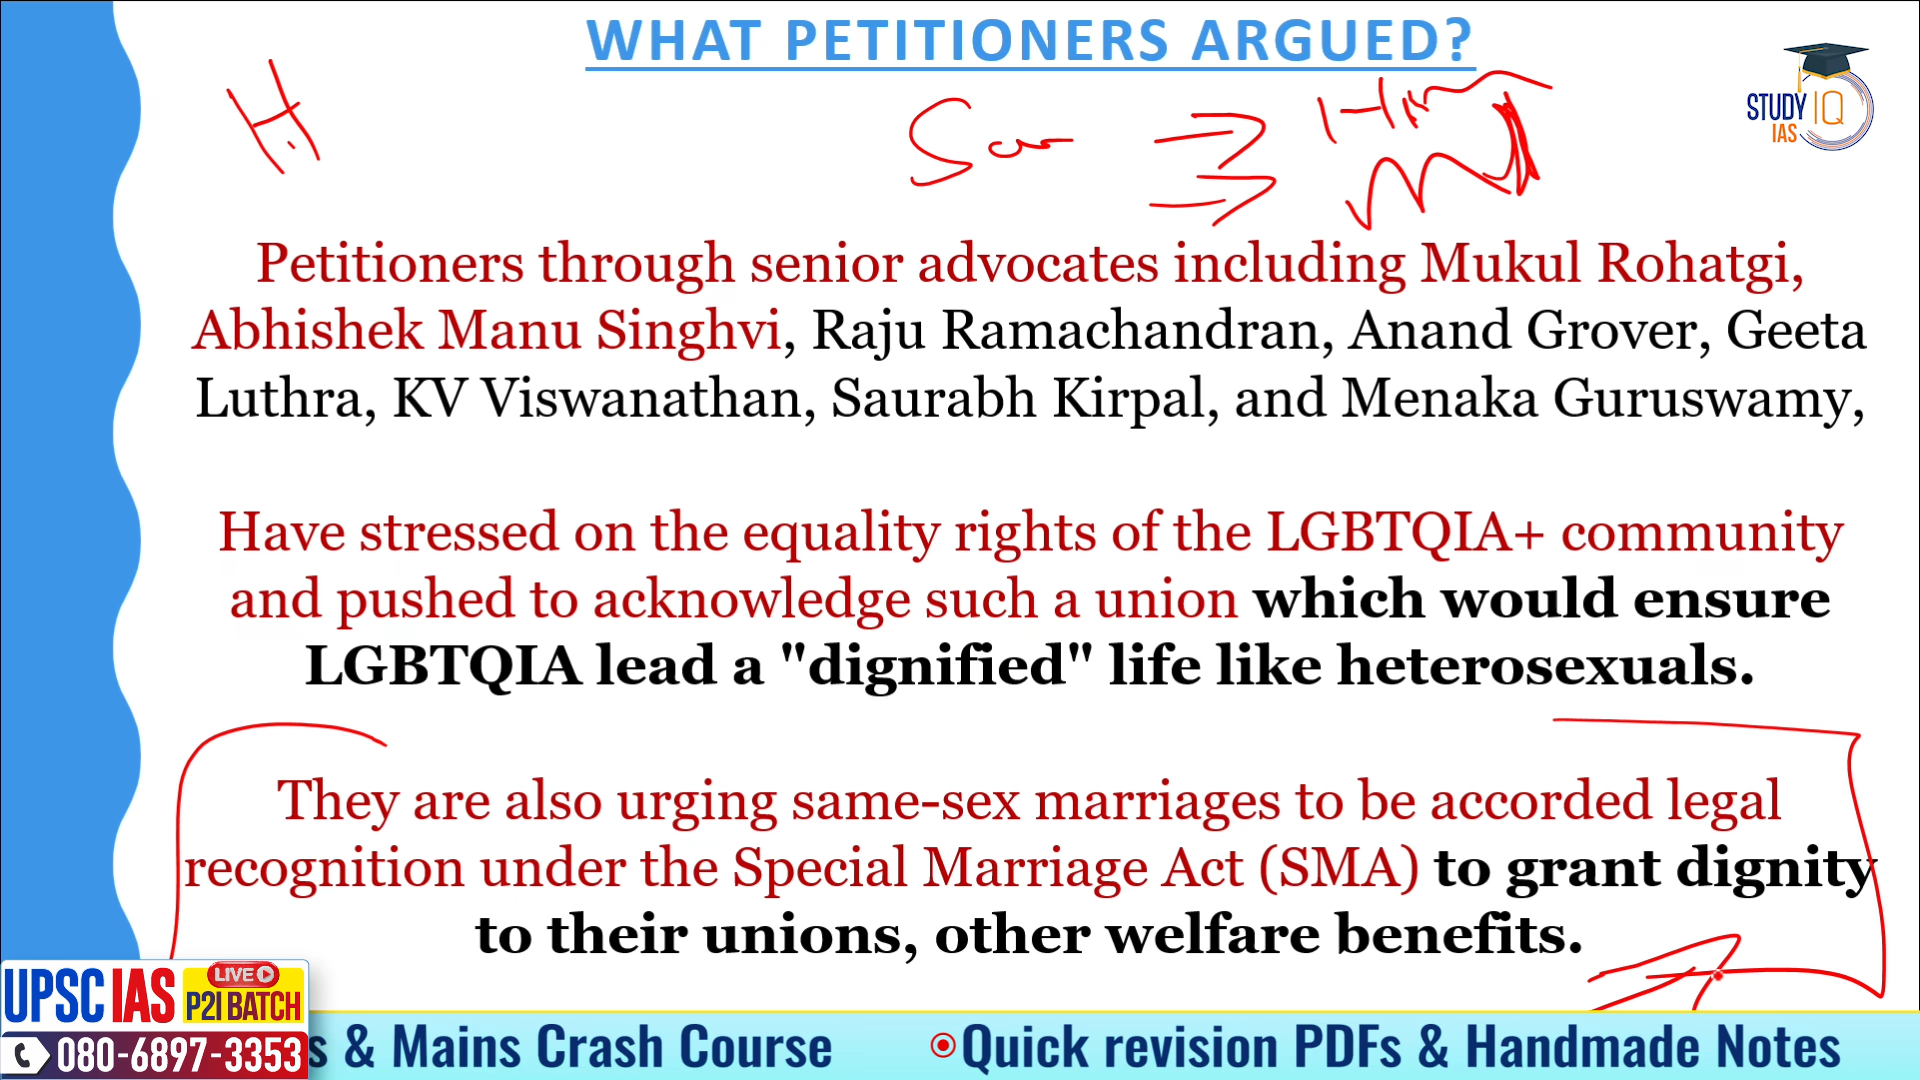 WHAT PETITIONERS ARGUED?
STUDY IQ
IAS
H
Petitioners through senior advocates including Mukul Rohatgi,
Abhishek Manu Singhvi, Raju Ramachandran, Anand Grover, Geeta
Luthra, KV Viswanathan, Saurabh Kirpal, and Menaka Guruswamy,
Have stressed on the equality rights of the LGBTQIA+ community
and pushed to acknowledge such a union which would ensure
LGBTQIA lead a "dignified" life like heterosexuals.
They are also urging same-sex marriages to be accorded legal
recognition under the Special Marriage Act (SMA) to grant dignity
to their unions, other welfare benefits.
UPSC IAS LIVE
P2I BATCH
080-6897-3353
s & Mains Crash Course Quick revision PDFs & Handmade Notes